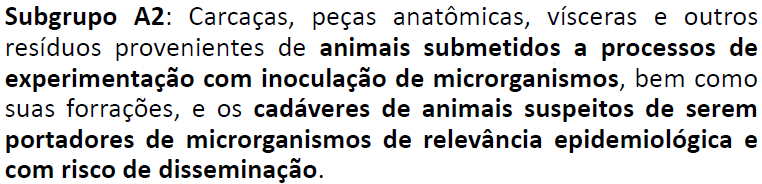 Subgrupo A2: Carcaças, peças anatômicas, vísceras e outros
resíduos provenientes de animais submetidos a processos de
experimentação com inoculação de microrganismos, bem como
suas forrações, e os cadáveres de animais suspeitos de serem
portadores de microrganismos de relevância epidemiológica e
com risco de disseminação.